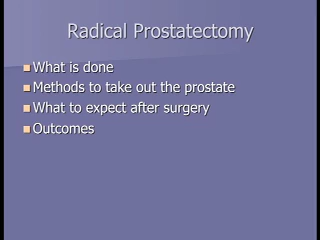 Radical Prostatectomy
What is done
Methods to take out the prostate
What to expect after surgery
Outcomes